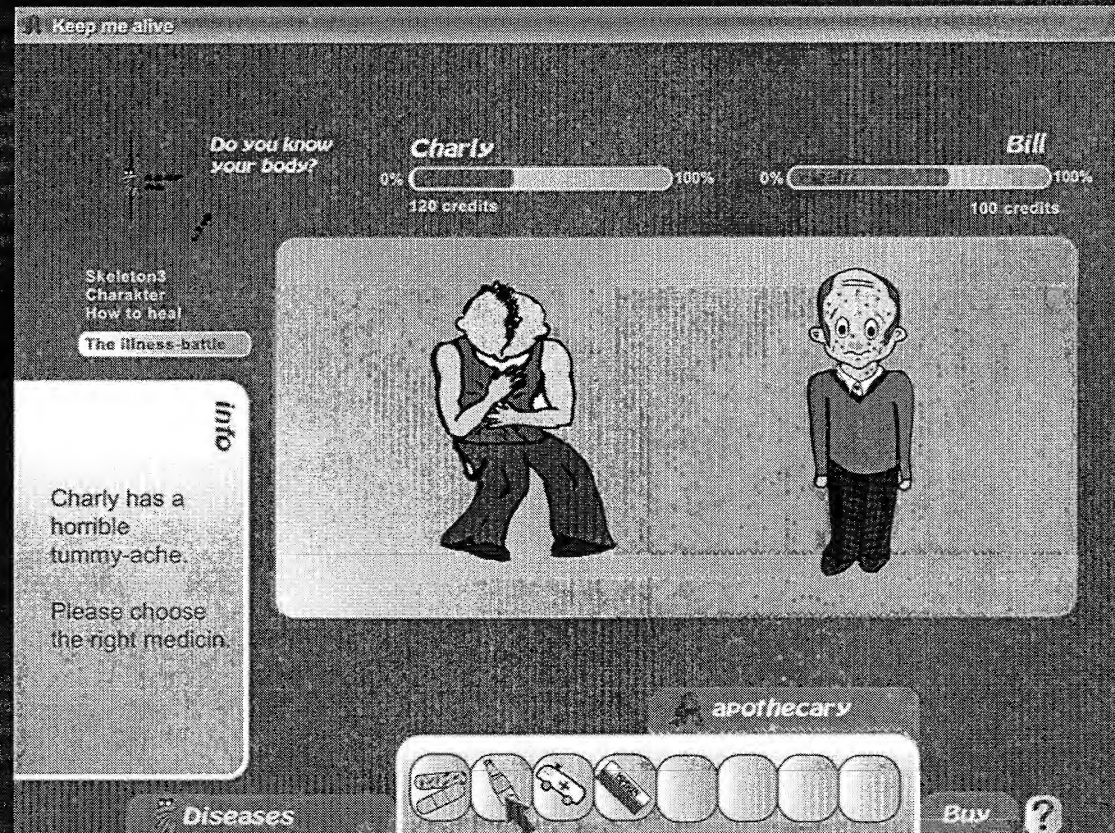 Keep me alive
Do you know
your body?
Charly
0%
100%
120 credits
Bill
0%
100%
100 credits
Skeleton3
Charakter
How to heal
The illness-battle
info
Charly has a
horrible
tummy-ache.
Please choose
the right medicin.
apothecary
Diseases
Buy
?